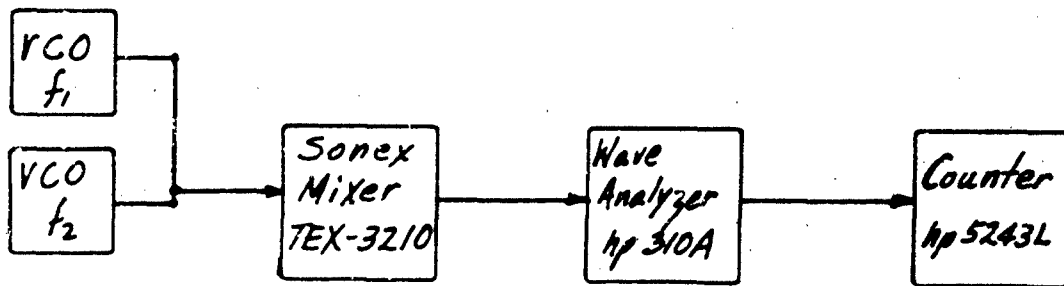 VCO
f1
VCO
f2
Sonex
Mixer
TEX-3210
Wave
Analyzer
hp 310A
Counter
hp 5243L